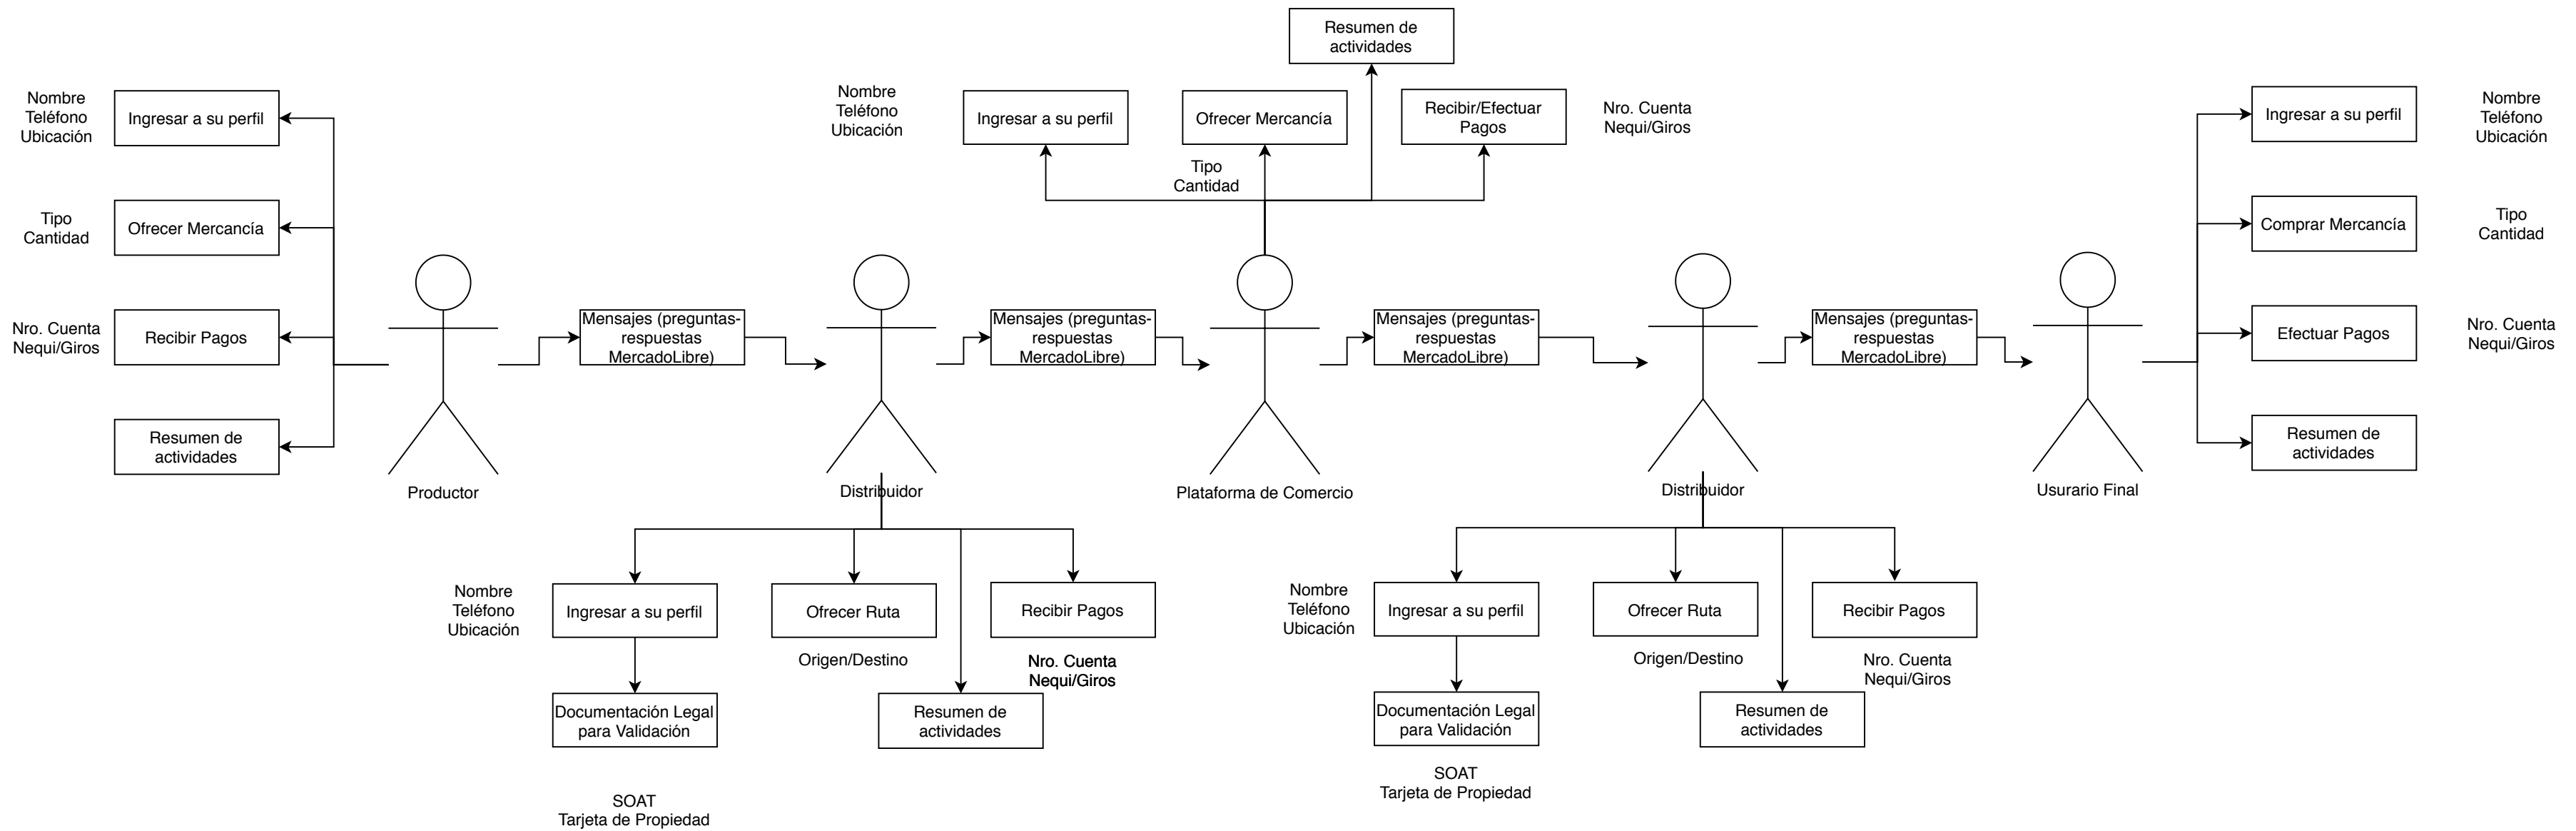 Resumen de
actividades
Nombre
Teléfono
Ubicación
Ingresar a su perfil
Tipo
Cantidad
Ofrecer Mercancía
Nro. Cuenta
Nequi/Giros
Recibir Pagos
Resumen de
actividades
Productor
Mensajes (preguntas-
respuestas
MercadoLibre)
Distribuidor
Nombre
Teléfono
Ubicación
Ingresar a su perfil
Documentación Legal
para Validación
SOAT
Tarjeta de Propiedad
Ofrecer Ruta
Origen/Destino
Resumen de
actividades
Recibir Pagos
Nro. Cuenta
Nequi/Giros
Mensajes (preguntas-
respuestas
MercadoLibre)
Nombre
Teléfono
Ubicación
Ingresar a su perfil
Ofrecer Mercancía
Tipo
Cantidad
Recibir/Efectuar
Pagos
Nro. Cuenta
Nequi/Giros
Plataforma de Comercio
Mensajes (preguntas-
respuestas
MercadoLibre)
Distribuidor
Nombre
Teléfono
Ubicación
Ingresar a su perfil
Documentación Legal
para Validación
SOAT
Tarjeta de Propiedad
Ofrecer Ruta
Origen/Destino
Resumen de
actividades
Recibir Pagos
Nro. Cuenta
Nequi/Giros
Mensajes (preguntas-
respuestas
MercadoLibre)
Usurario Final
Ingresar a su perfil
Nombre
Teléfono
Ubicación
Comprar Mercancía
Tipo
Cantidad
Efectuar Pagos
Nro. Cuenta
Nequi/Giros
Resumen de
actividades